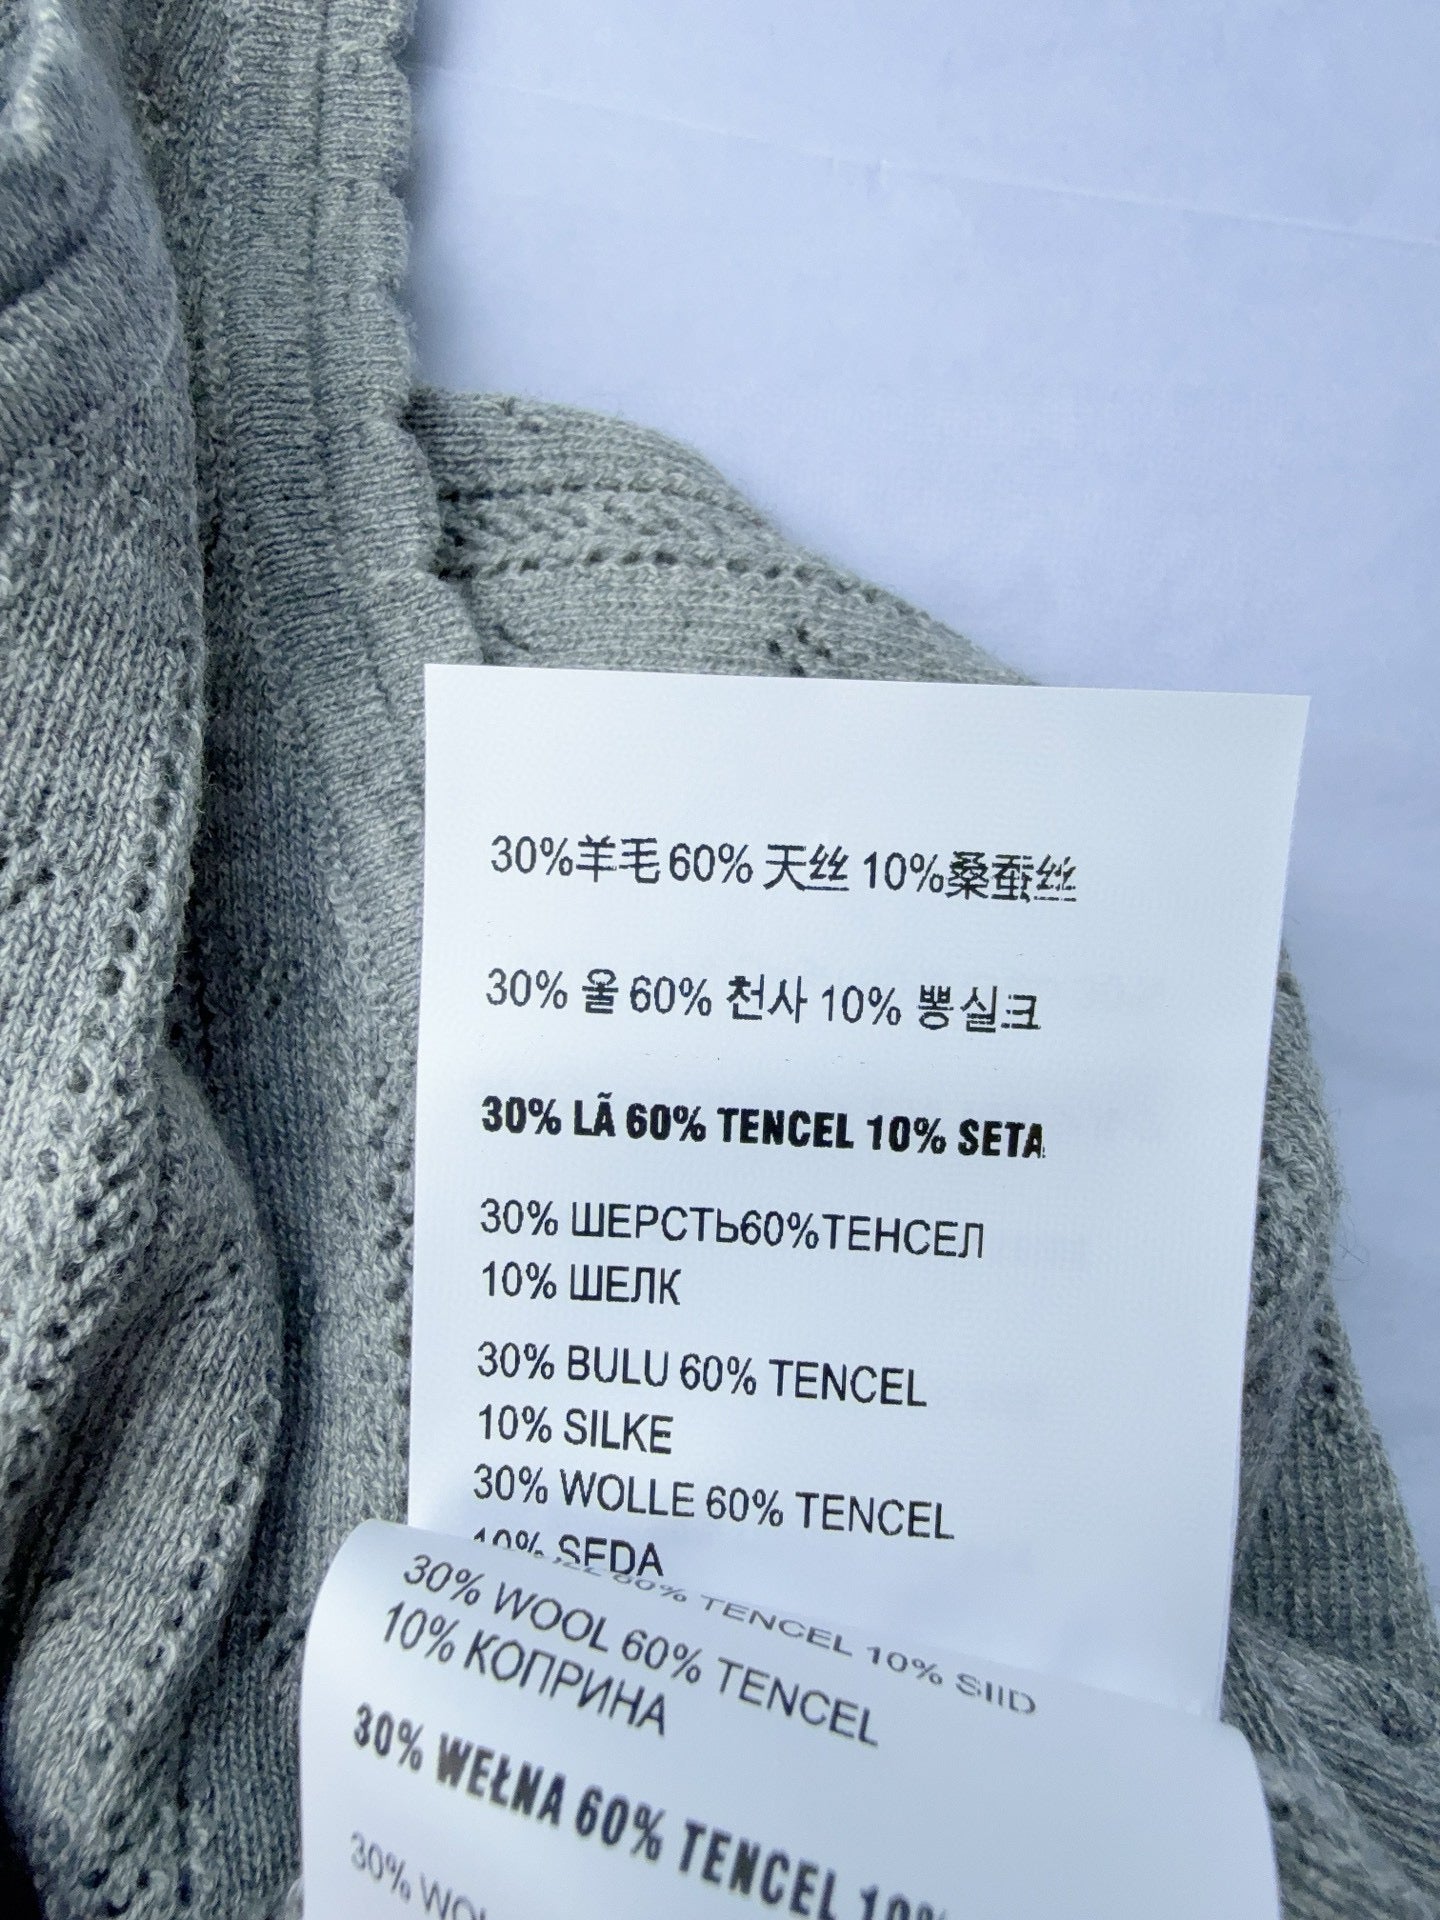 30%羊毛60% 天丝 10%桑蚕丝
30% 울 60% 천사 10% 뽕실크
30% LÃ 60% TENCEL 10% SETA
30% ШЕРСТЬ60%ТЕНСЕЛ
10% ШЕЛК
30% BULU 60% TENCEL
10% SILKE
30% WOLLE 60% TENCEL
10% SEDA
60% TENCEL 10% SIID
30% WOOL 60% TENCEL
10% КОПРИНА
30% WEŁNA 60% TENCEL 10%
30%